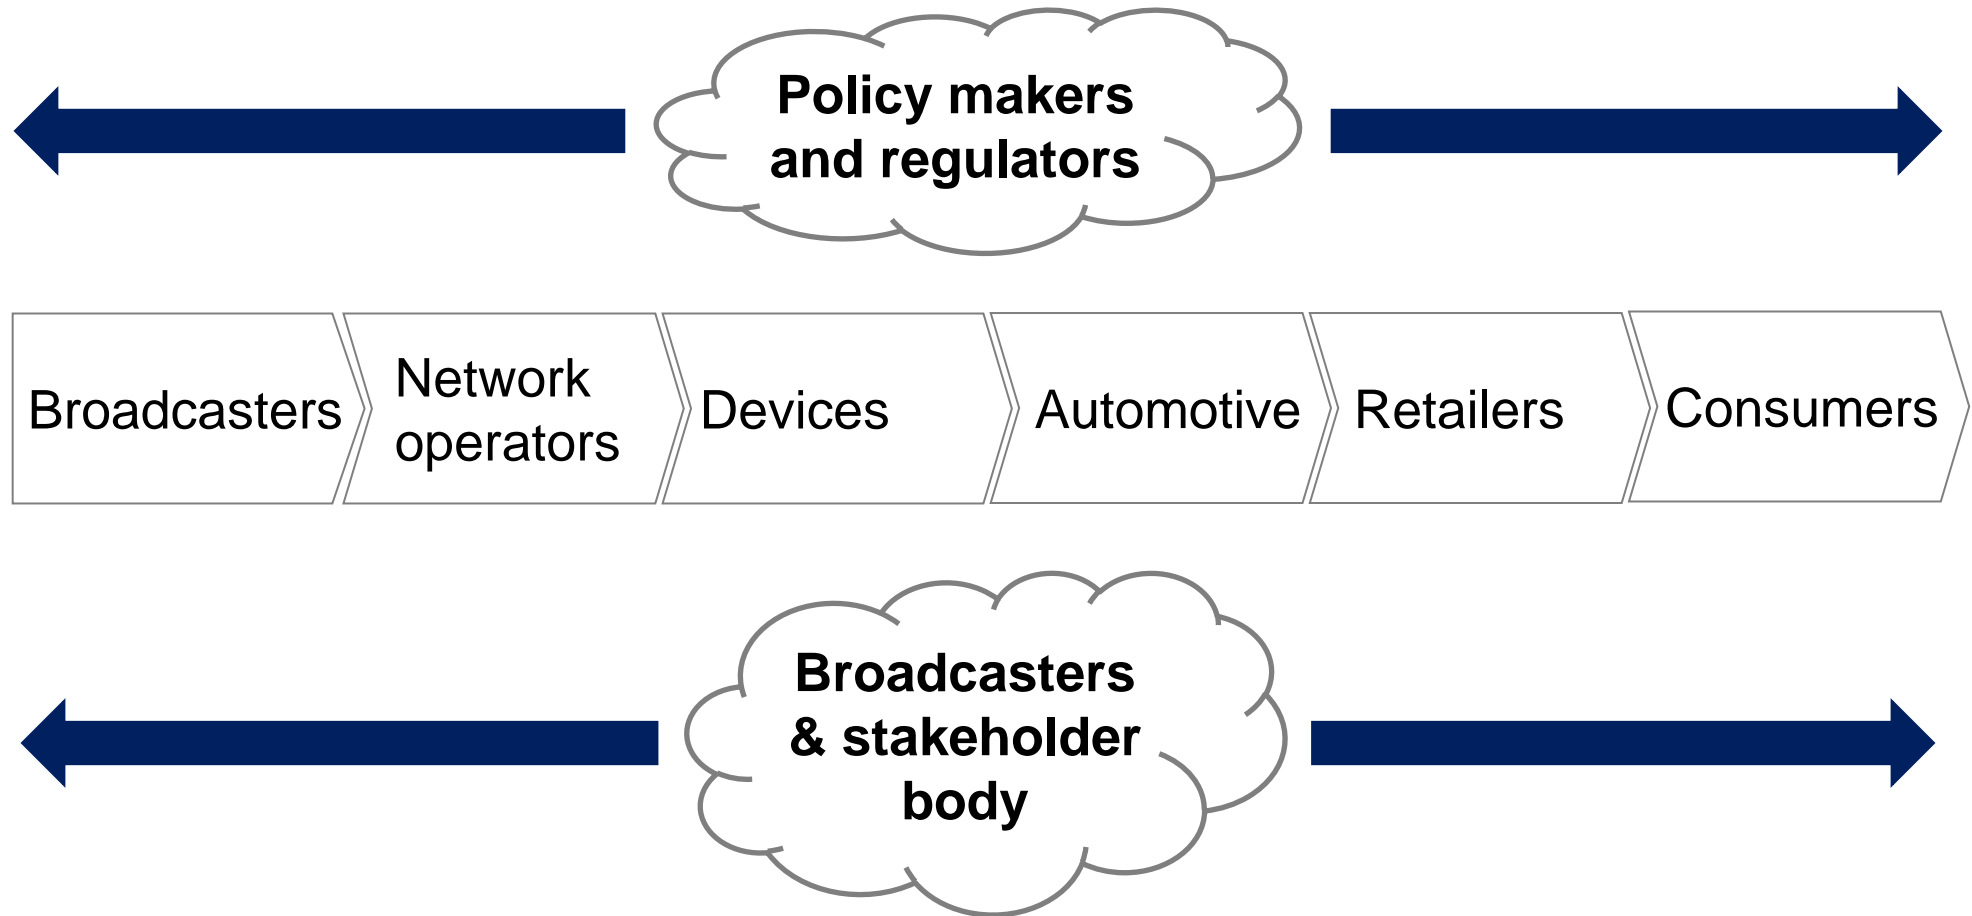 Policy makers
and regulators
Broadcasters
Network
operators
Devices
Automotive
Retailers
Consumers
Broadcasters
& stakeholder
body